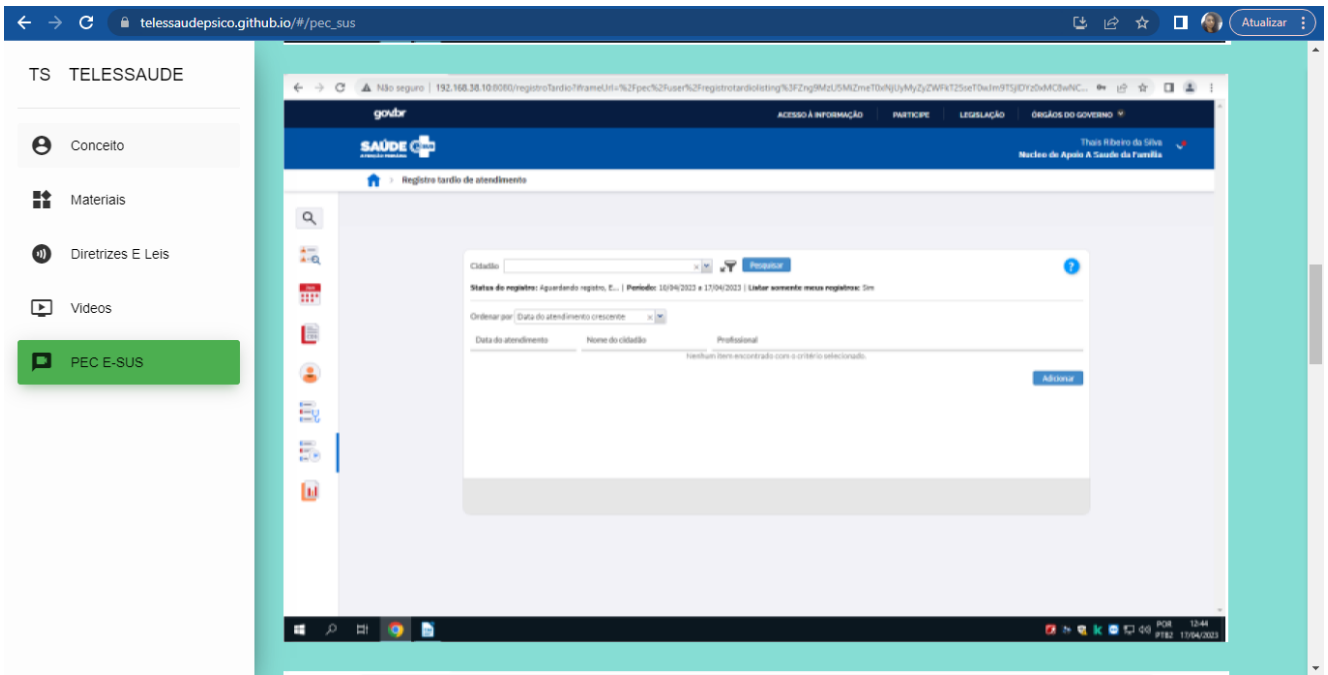 telessaudepsico.github.io/#/pec_sus
Atualizar
TS TELESSAUDE
Conceito
Materiais
Diretrizes E Leis
Videos
PEC E-SUS
Não seguro
gov.br
ACESSO À INFORMAÇÃO PARTICIPE LEGISLAÇÃO ÓRGÃOS DO GOVERNO
SAÚDE
ATENÇÃO PRIMÁRIA
Thais Ribeiro da Silva
Nucleo de Apoio A Saude da Familia
Registro tardio de atendimento
Cidadão
Pesquisar
Status do registro: Aguardando registro, E... | Período: 10/04/2023 e 17/04/2023 | Listar somente meus registros: Sim
Ordenar por Data do atendimento crescente
Data do atendimento Nome do cidadão Profissional
Nenhum item encontrado com o critério selecionado.
Adicionar
POR 12:44
PTB2 17/04/2023